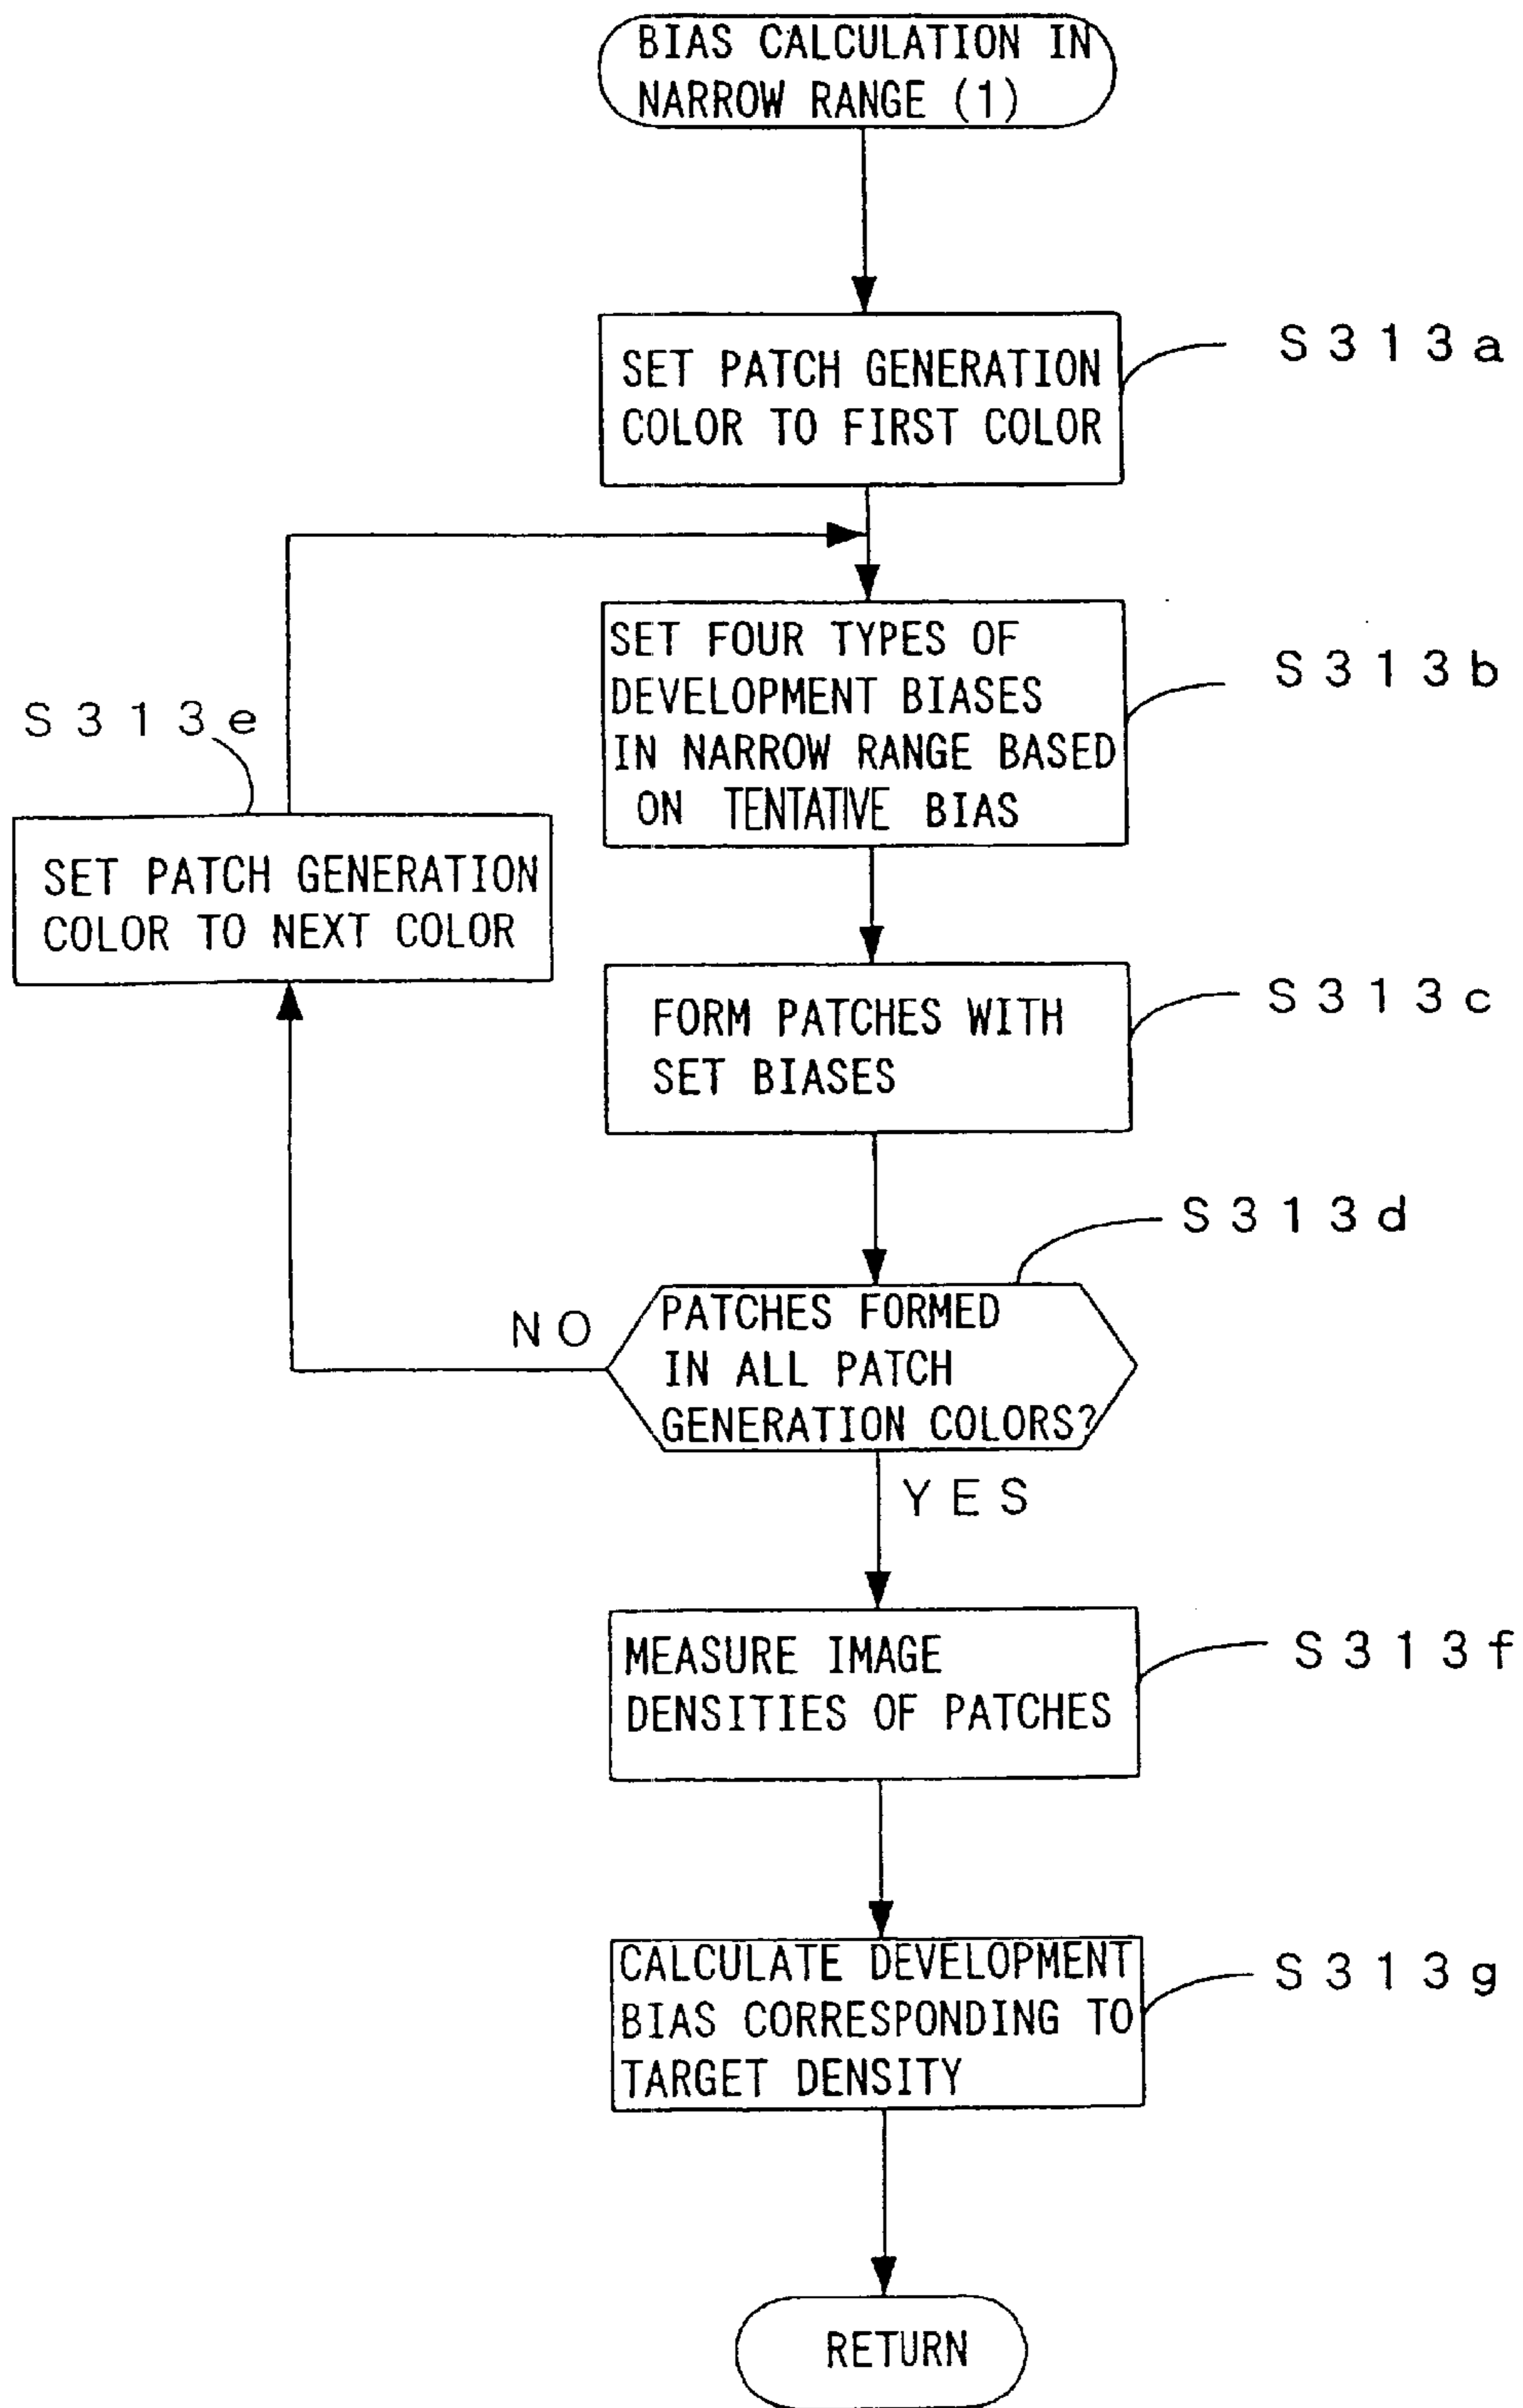 BIAS CALCULATION IN
NARROW RANGE (1)
SET PATCH GENERATION
COLOR TO FIRST COLOR
S313a
SET FOUR TYPES OF
DEVELOPMENT BIASES
IN NARROW RANGE BASED
ON TENTATIVE BIAS
S313b
S313e
SET PATCH GENERATION
COLOR TO NEXT COLOR
FORM PATCHES WITH
SET BIASES
S313c
S313d
PATCHES FORMED
IN ALL PATCH
GENERATION COLORS?
NO
YES
MEASURE IMAGE
DENSITIES OF PATCHES
S313f
CALCULATE DEVELOPMENT
BIAS CORRESPONDING TO
TARGET DENSITY
S313g
RETURN